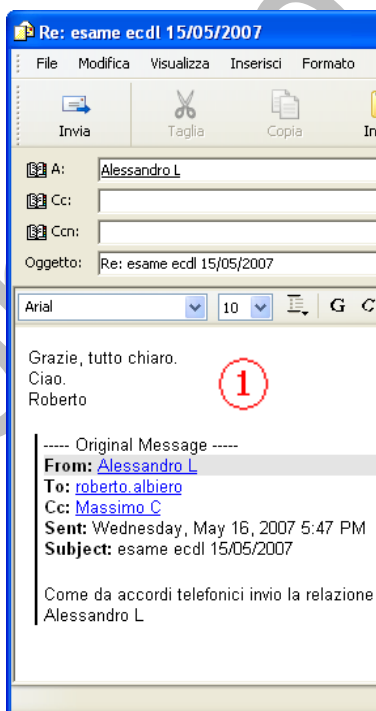 Re: esame ecdl 15/05/2007
File Modifica Visualizza Inserisci Formato
Invia Taglia Copia
A: Alessandro L
Cc:
Ccn:
Oggetto: Re: esame ecdl 15/05/2007
Arial 10 G C
Grazie, tutto chiaro.
Ciao.
Roberto
1
----- Original Message -----
From: Alessandro L
To: roberto.albiero
Cc: Massimo C
Sent: Wednesday, May 16, 2007 5:47 PM
Subject: esame ecdl 15/05/2007
Come da accordi telefonici invio la relazione
Alessandro L